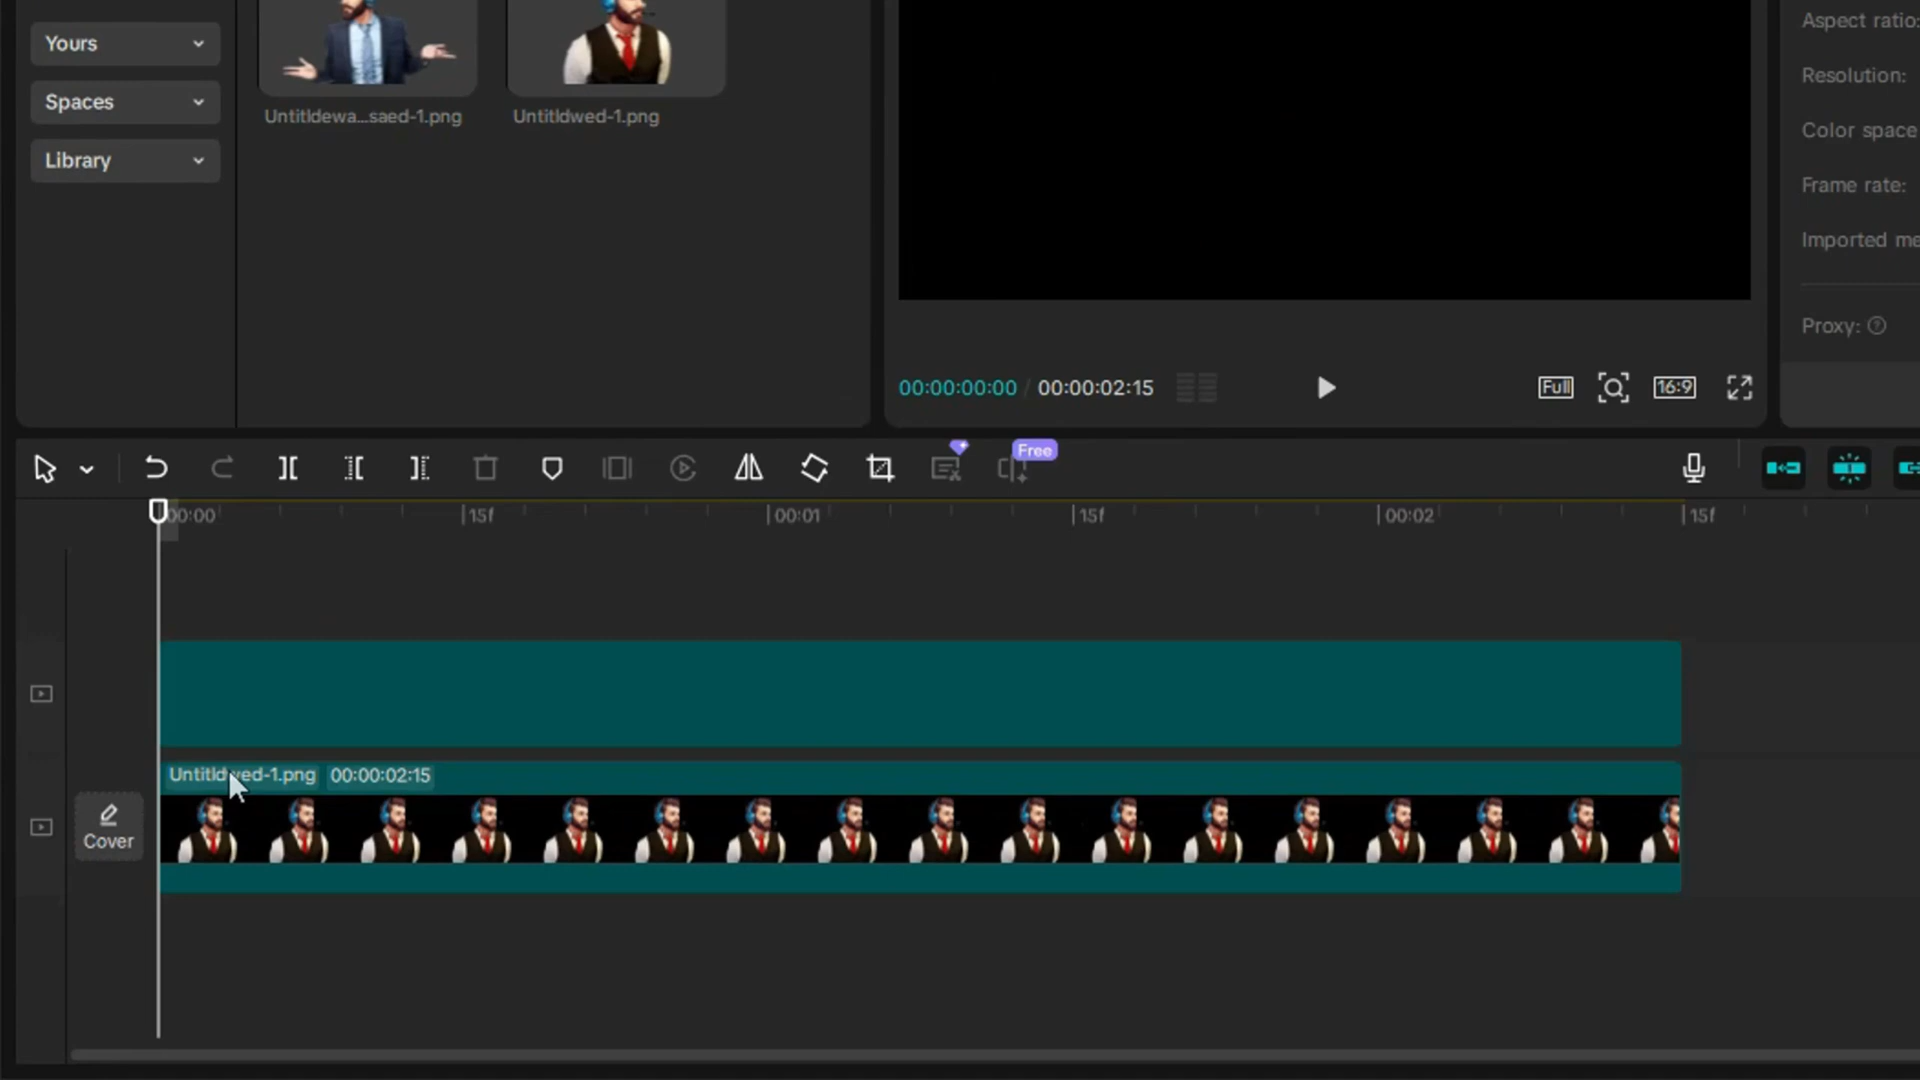 Yours
Spaces
Library
Untitldewa...saed-1.png
Untitldwed-1.png
Aspect ratio:
Resolution:
Color space
Frame rate:
Imported me
Proxy:
00:00:00:00 / 00:00:02:15
Full
16:9
Free
00:00
15f
00:01
15f
00:02
15f
Untitldwed-1.png 00:00:02:15
Cover